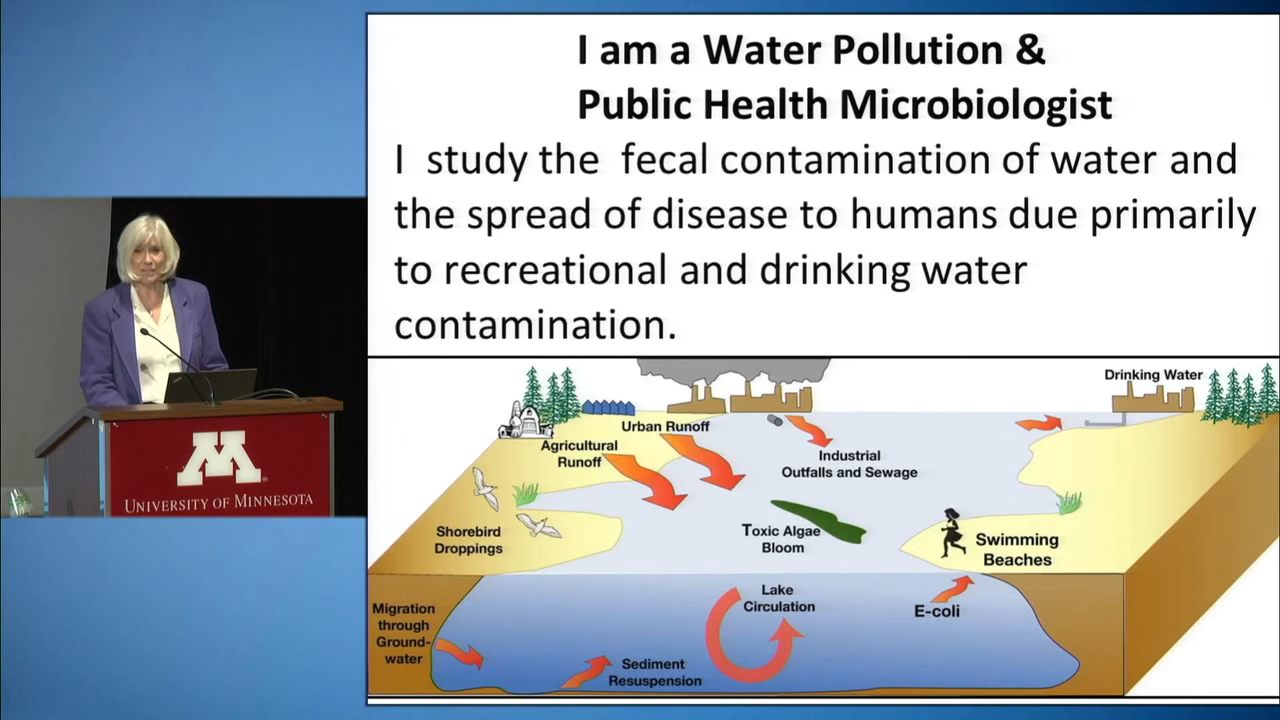 I am a Water Pollution &
Public Health Microbiologist
I study the fecal contamination of water and
the spread of disease to humans due primarily
to recreational and drinking water
contamination.
Drinking Water
Urban Runoff
Agricultural
Runoff
Industrial
Outfalls and Sewage
Shorebird
Droppings
Toxic Algae
Bloom
Swimming
Beaches
Migration
through
Ground-
water
Lake
Circulation
E-coli
Sediment
Resuspension
M
UNIVERSITY OF MINNESOTA